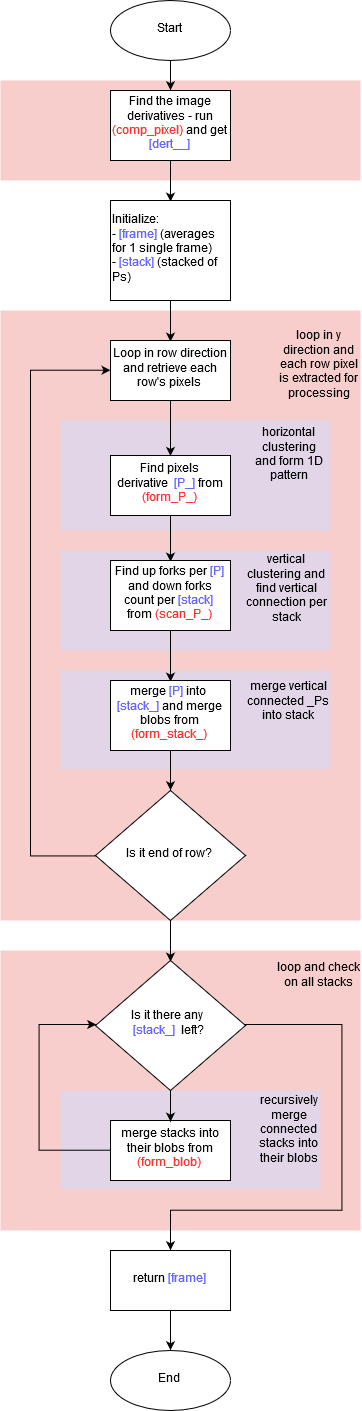 Start
Find the image
derivatives - run
(comp_pixel) and get
[dert__]
Initialize:
- [frame] (averages
for 1 single frame)
- [stack] (stacked of
Ps)
loop in y
direction and
each row pixel
is extracted for
processing
Loop in row direction
and retrieve each
row's pixels
horizontal
clustering
and form 1D
pattern
Find pixels
derivative [P_] from
(form_P_)
vertical
clustering and
find vertical
connection per
stack
Find up forks per [P]
and down forks
count per [stack]
from (scan_P_)
merge vertical
connected _Ps
into stack
merge [P] into
[stack_] and merge
blobs from
(form_stack_)
Is it end of row?
loop and check
on all stacks
Is it there any
[stack_] left?
recursively
merge
connected
stacks into
their blobs
merge stacks into
their blobs from
(form_blob)
return [frame]
End